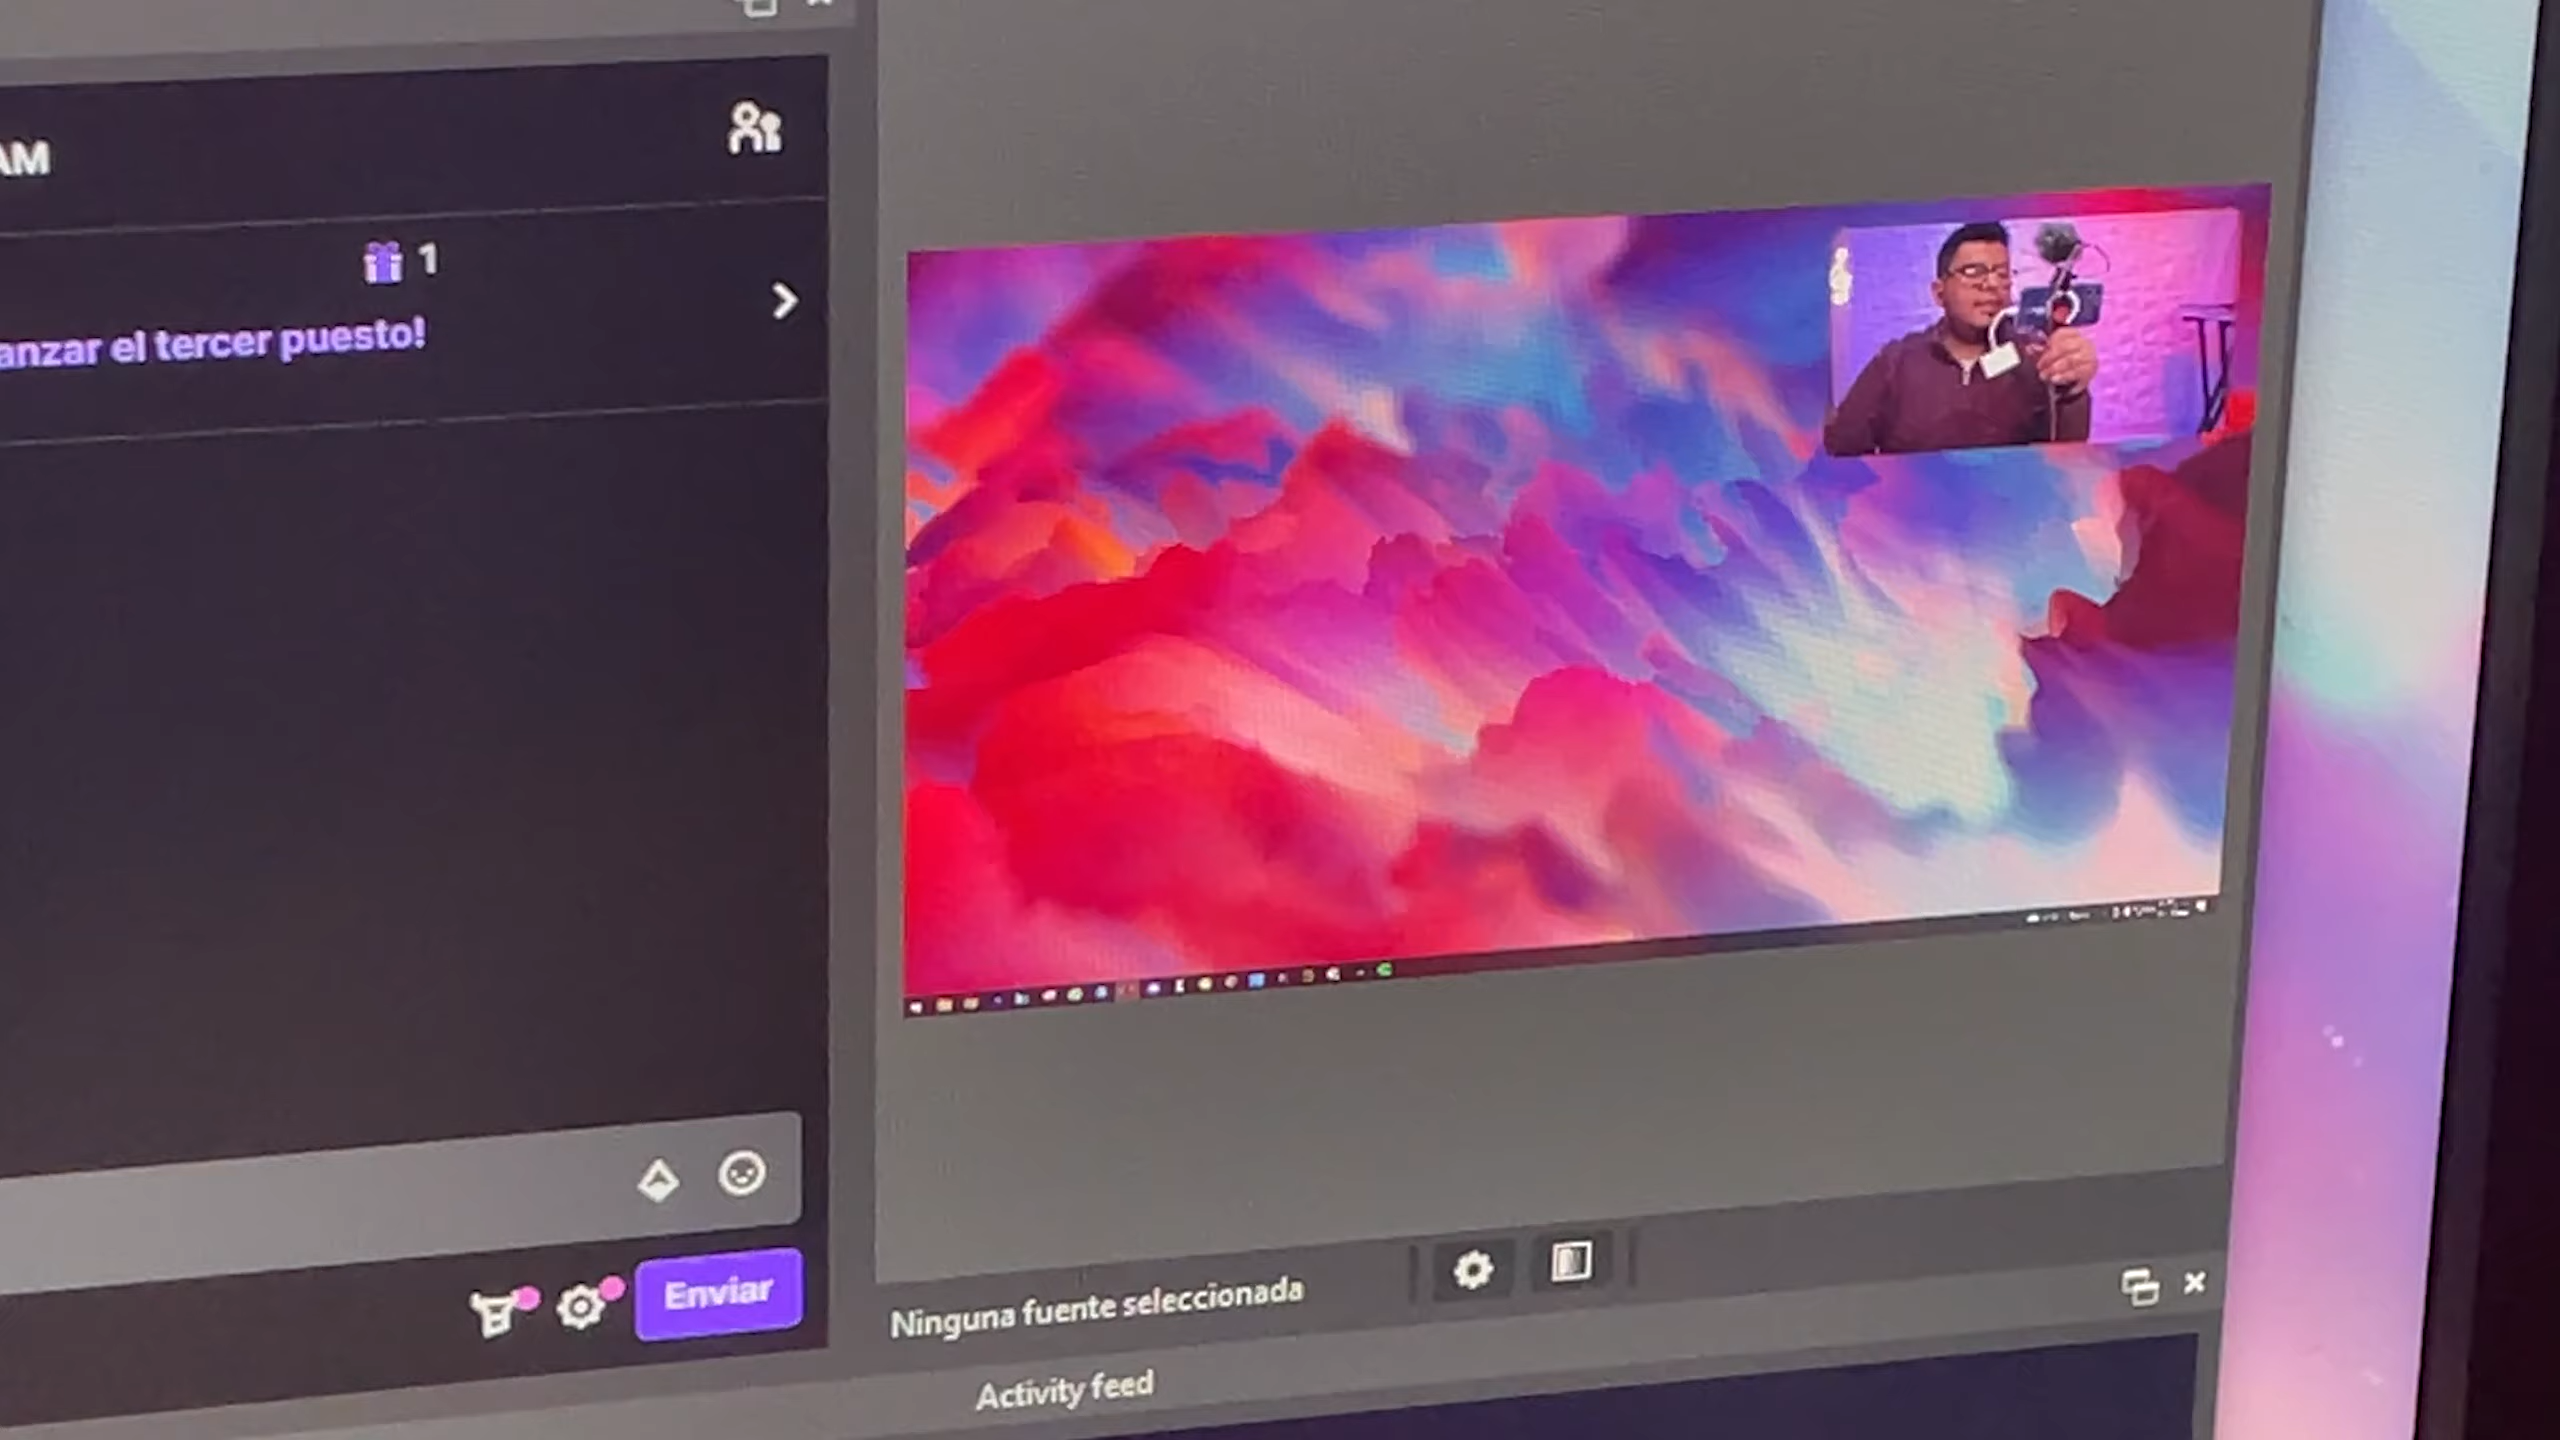 AM
1
anzar el tercer puesto!
Enviar
Ninguna fuente seleccionada
Activity feed